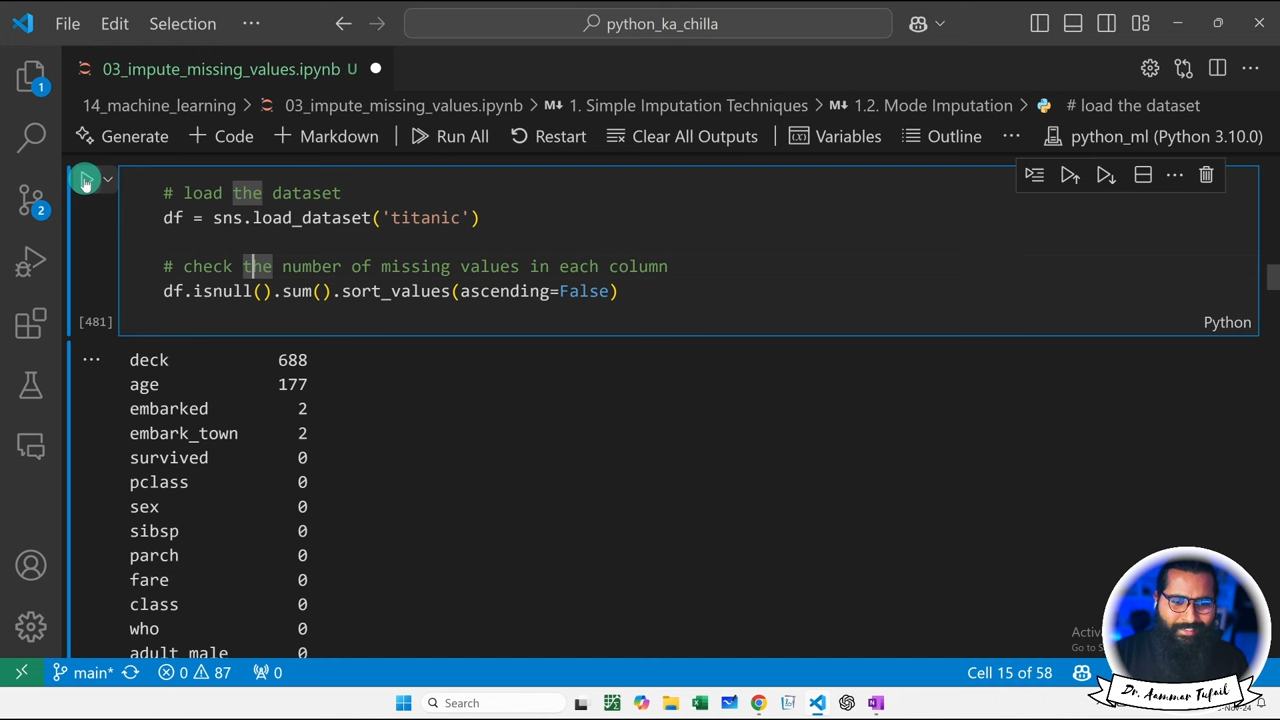 File Edit Selection ··· python_ka_chilla
1
03_impute_missing_values.ipynb U
14_machine_learning > 03_impute_missing_values.ipynb > 1. Simple Imputation Techniques > 1.2. Mode Imputation > # load the dataset
Generate + Code + Markdown Run All Restart Clear All Outputs Variables Outline ··· python_ml (Python 3.10.0)
2
# load the dataset
df = sns.load_dataset('titanic')
# check the number of missing values in each column
df.isnull().sum().sort_values(ascending=False)
[481] Python
deck 688
age 177
embarked 2
embark_town 2
survived 0
pclass 0
sex 0
sibsp 0
parch 0
fare 0
class 0
who 0
adult_male 0
main* 0 87 0 Cell 15 of 58
Search
Dr. Aammar Tufail